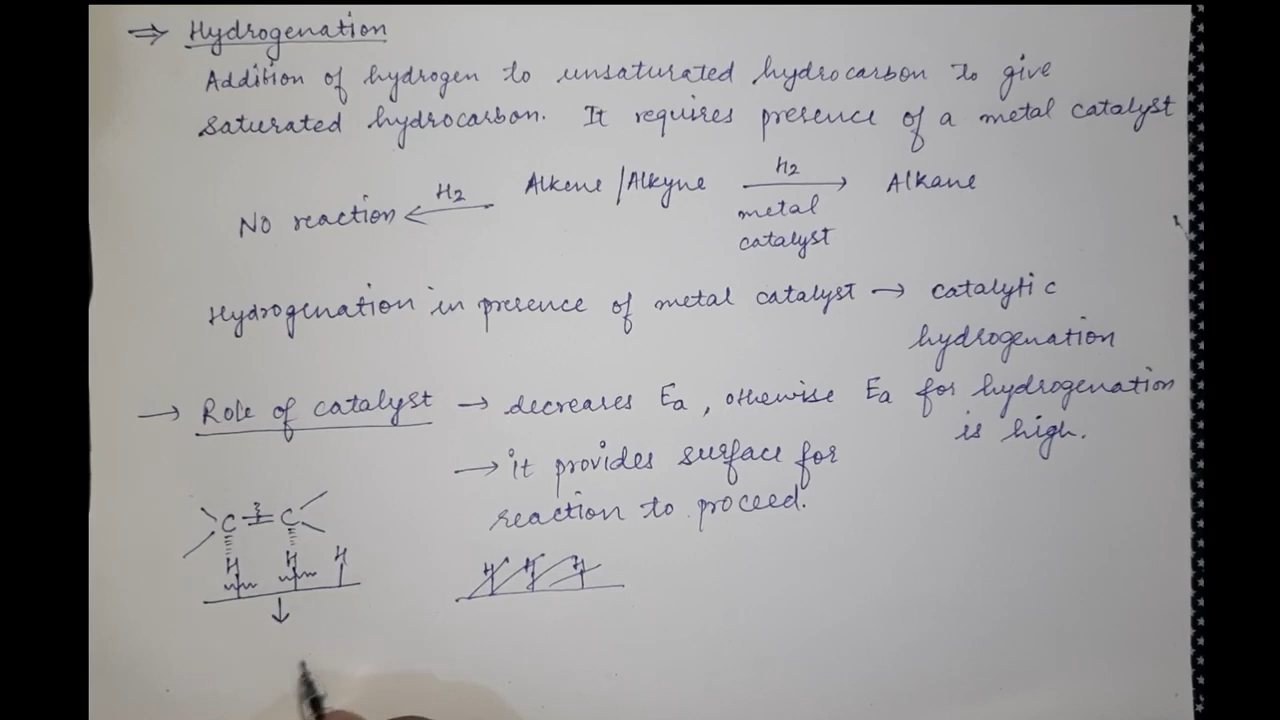 ⇒ Hydrogenation
Addition of hydrogen to unsaturated hydrocarbon to give
saturated hydrocarbon. It requires presence of a metal catalyst
No reaction ←H2— Alkene/Alkyne —H2→ Alkane
metal
catalyst
Hydrogenation in presence of metal catalyst → catalytic
hydrogenation
→ Role of catalyst → decreases Ea, otherwise Ea for hydrogenation
is high.
→ it provides surface for
reaction to proceed.
C = C
H H H
H H H